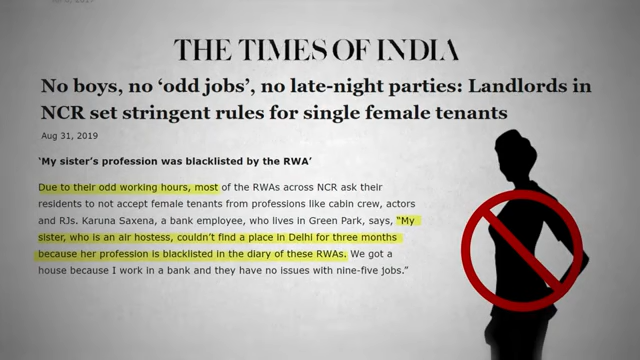 THE TIMES OF INDIA
No boys, no ‘odd jobs’, no late-night parties: Landlords in
NCR set stringent rules for single female tenants
Aug 31, 2019
‘My sister’s profession was blacklisted by the RWA’
Due to their odd working hours, most of the RWAs across NCR ask their
residents to not accept female tenants from professions like cabin crew, actors
and RJs. Karuna Saxena, a bank employee, who lives in Green Park, says, “My
sister, who is an air hostess, couldn’t find a place in Delhi for three months
because her profession is blacklisted in the diary of these RWAs. We got a
house because I work in a bank and they have no issues with nine-five jobs.”